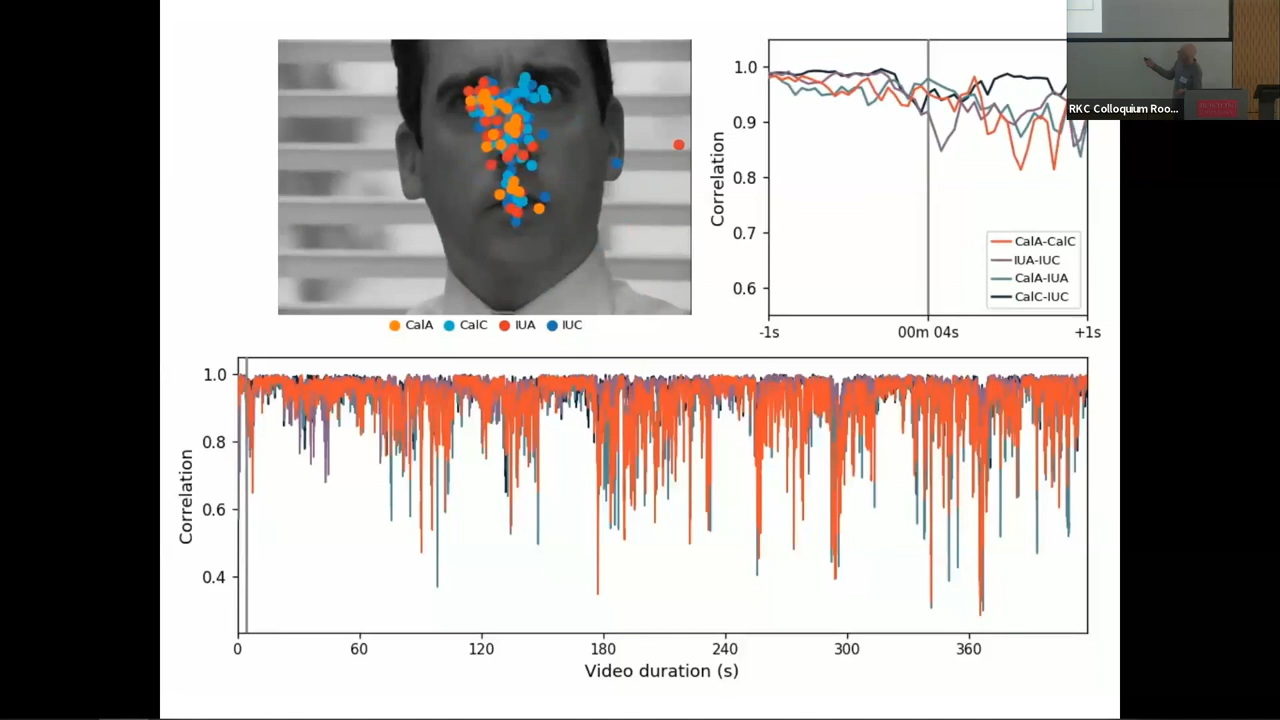 RKC Colloquium Roo...
1.0
0.9
0.8
0.7
0.6
Correlation
CalA-CalC
IUA-IUC
CalA-IUA
CalC-IUC
-1s
00m 04s
+1s
CalA
CalC
IUA
IUC
1.0
0.8
0.6
0.4
Correlation
0
60
120
180
240
300
360
Video duration (s)